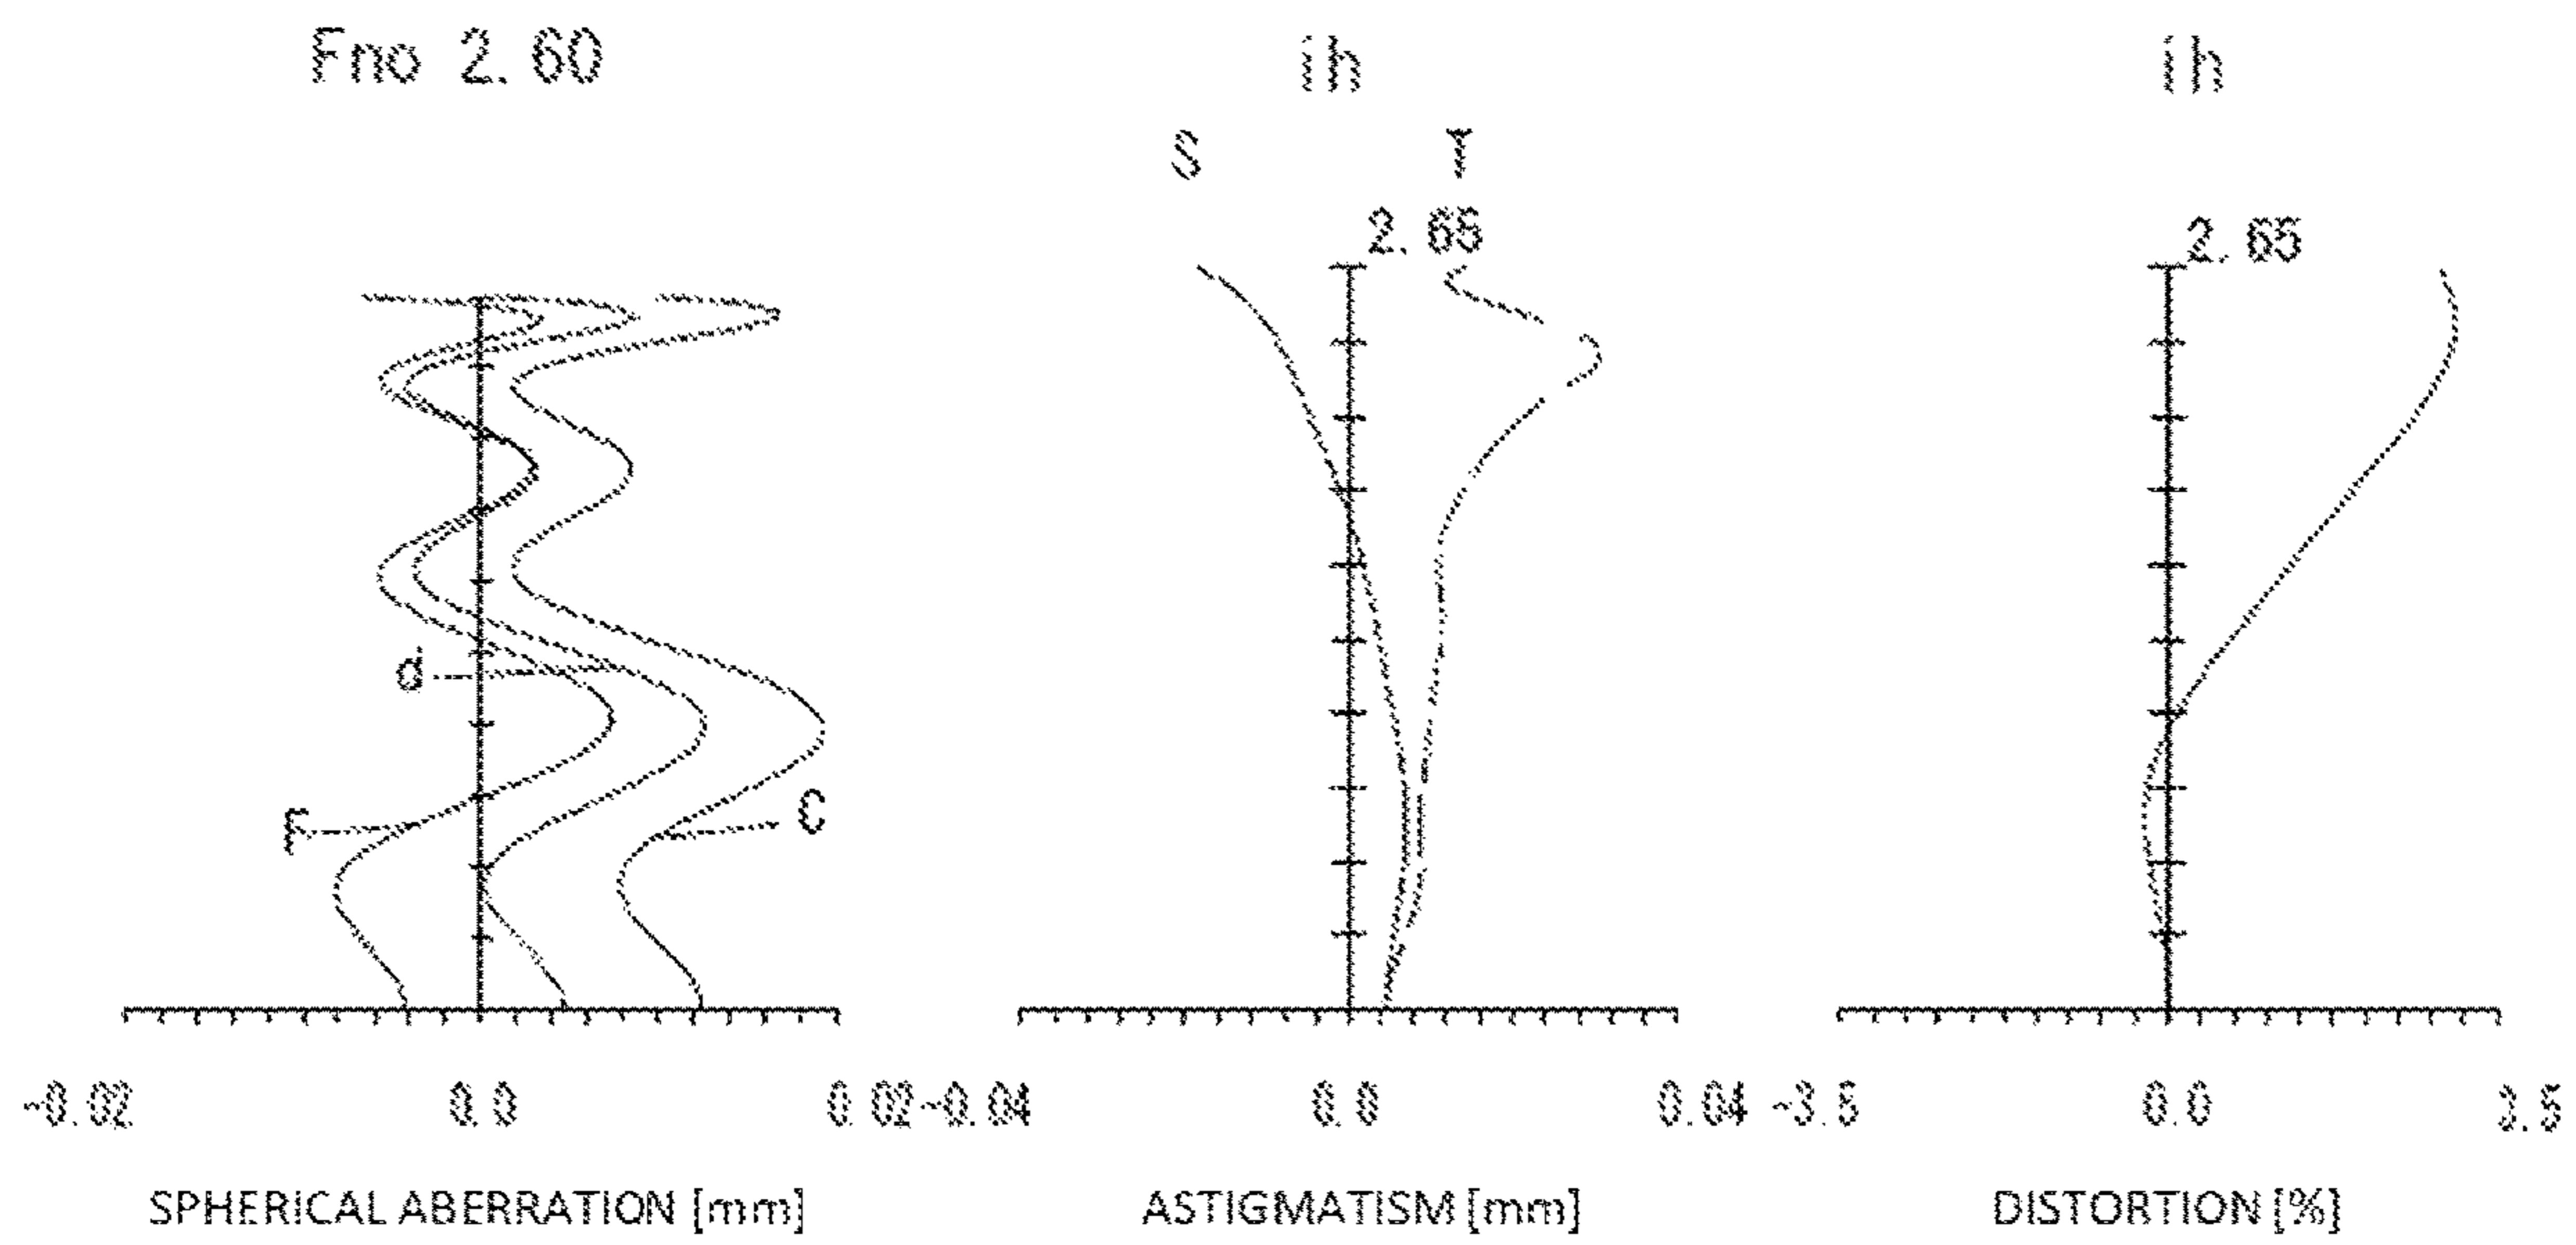 Fno 2.60
ih
ih
S
T
2.65
2.65
d
F
C
-0.02
0.0
0.02
-0.04
0.0
0.04
-3.5
0.0
3.5
SPHERICAL ABERRATION [mm]
ASTIGMATISM [mm]
DISTORTION [%]